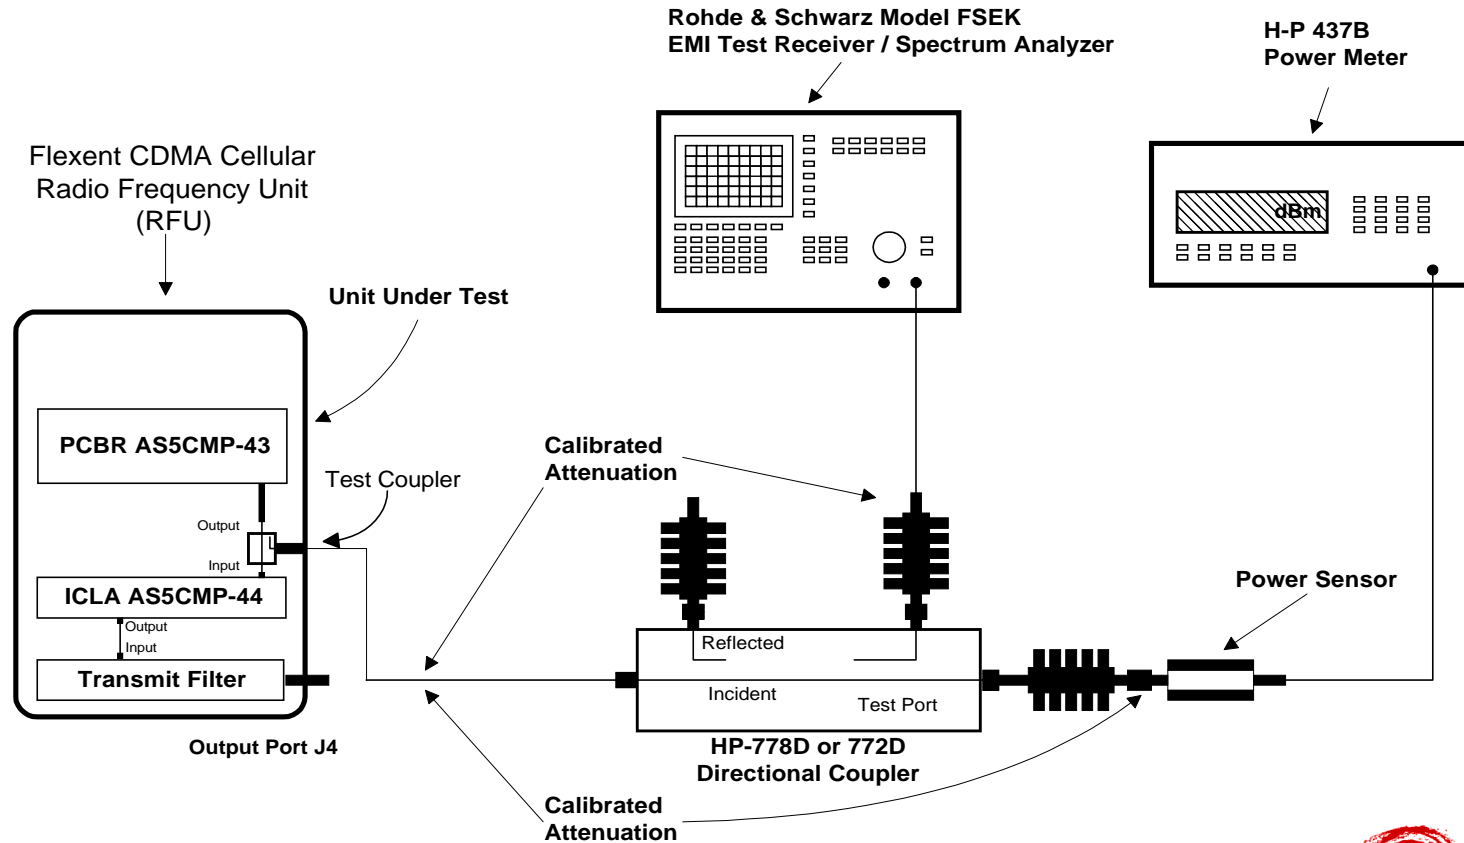 Rohde & Schwarz Model FSEK
EMI Test Receiver / Spectrum Analyzer
H-P 437B
Power Meter
Flexent CDMA Cellular
Radio Frequency Unit
(RFU)
Unit Under Test
dBm
PCBR AS5CMP-43
Test Coupler
Calibrated
Attenuation
Output
Input
ICLA AS5CMP-44
Output
Input
Transmit Filter
Output Port J4
Power Sensor
Reflected
Incident
Test Port
HP-778D or 772D
Directional Coupler
Calibrated
Attenuation